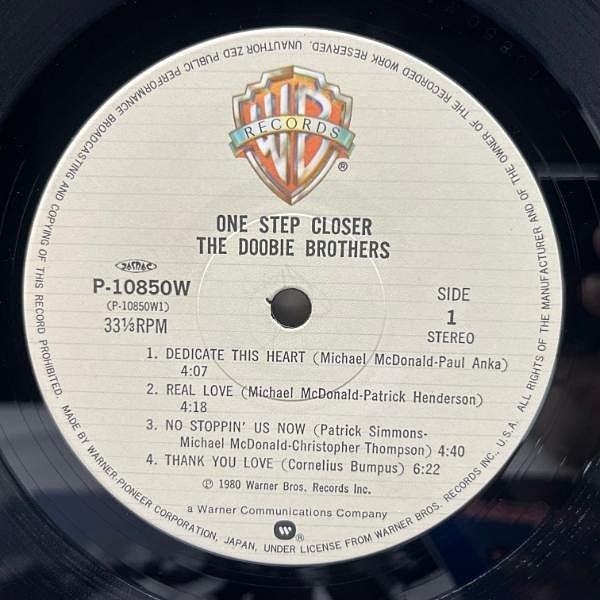 ALL RIGHTS OF THE MANUFACTURER AND OF THE OWNER OF THE RECORDED WORK RESERVED. UNAUTHORIZED PUBLIC PERFORMANCE BROADCASTING AND COPYING OF THIS RECORD PROHIBITED. MADE BY WARNER-PIONEER CORPORATION, JAPAN, UNDER LICENSE FROM WARNER BROS. RECORDS INC., U.S.A.
WB
RECORDS
®
ONE STEP CLOSER
THE DOOBIE BROTHERS
JASRAC
P-10850W
(P-10850W1)
33⅓RPM
SIDE
1
STEREO
1. DEDICATE THIS HEART (Michael McDonald-Paul Anka)
4:07
2. REAL LOVE (Michael McDonald-Patrick Henderson)
4:18
3. NO STOPPIN' US NOW (Patrick Simmons-
Michael McDonald-Christopher Thompson) 4:40
4. THANK YOU LOVE (Cornelius Bumpus) 6:22
℗ 1980 Warner Bros. Records Inc.
a Warner Communications Company
®